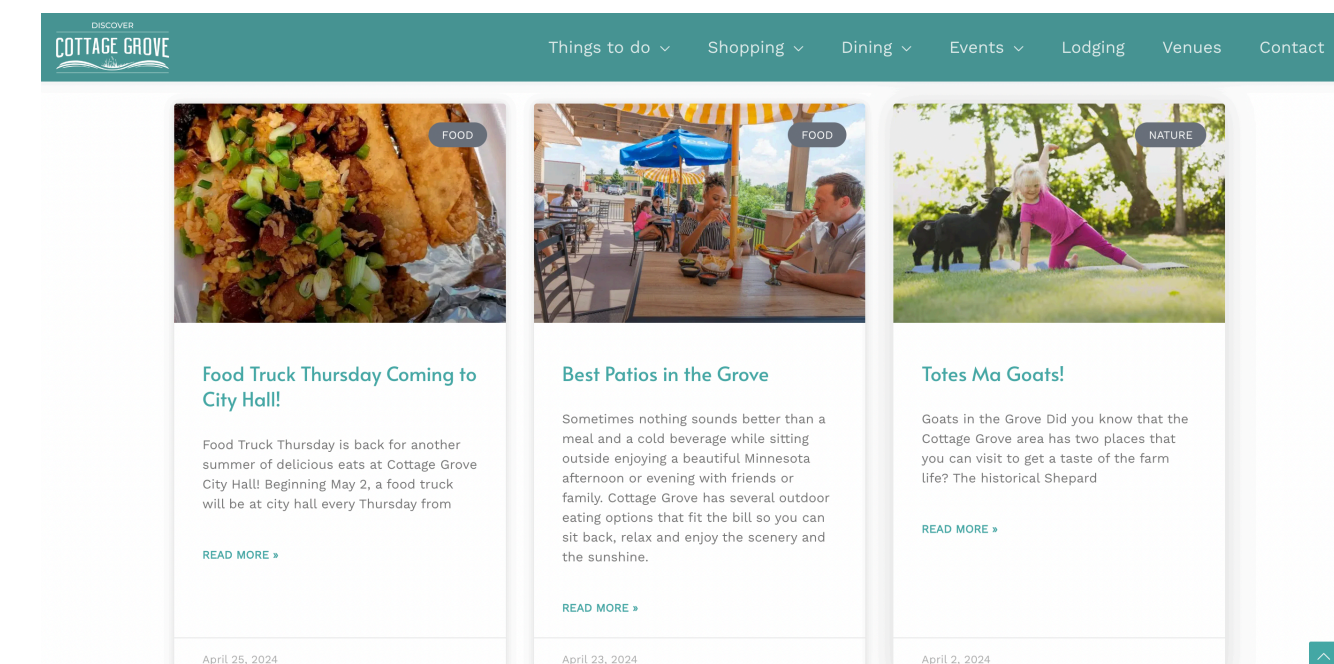 DISCOVER
COTTAGE GROVE
Things to do
Shopping
Dining
Events
Lodging
Venues
Contact
FOOD
Food Truck Thursday Coming to
City Hall!
Food Truck Thursday is back for another
summer of delicious eats at Cottage Grove
City Hall! Beginning May 2, a food truck
will be at city hall every Thursday from
READ MORE »
April 25, 2024
FOOD
Best Patios in the Grove
Sometimes nothing sounds better than a
meal and a cold beverage while sitting
outside enjoying a beautiful Minnesota
afternoon or evening with friends or
family. Cottage Grove has several outdoor
eating options that fit the bill so you can
sit back, relax and enjoy the scenery and
the sunshine.
READ MORE »
April 23, 2024
NATURE
Totes Ma Goats!
Goats in the Grove Did you know that the
Cottage Grove area has two places that
you can visit to get a taste of the farm
life? The historical Shepard
READ MORE »
April 2, 2024